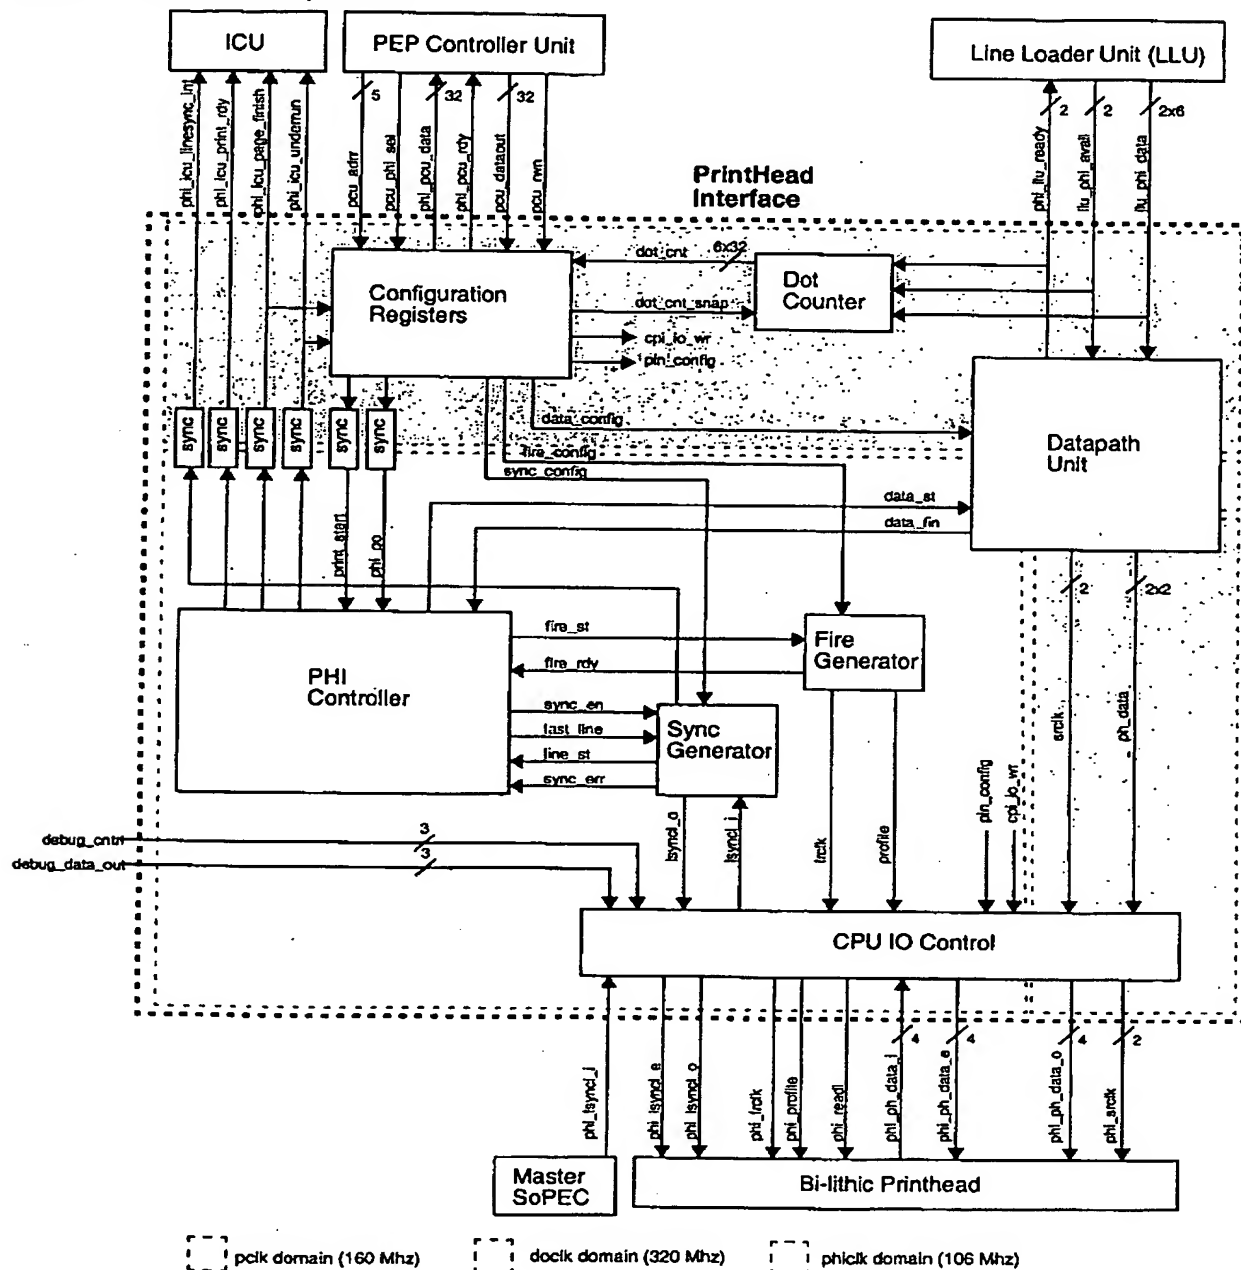 ICU
PEP Controller Unit
Line Loader Unit (LLU)
5
32
32
2
2
2x6
phi_icu_linesync_int
phi_icu_print_rdy
phi_icu_page_finish
phi_icu_underrun
pcu_adrr
pcu_phi_sel
phi_pcu_data
phi_pcu_rdy
pcu_dataout
pcu_rwn
phi_llu_ready
llu_phi_avail
llu_phi_data
PrintHead
Interface
Configuration
Registers
dot_cnt
6x32
dot_cnt_snap
cpi_io_wr
pin_config
Dot
Counter
sync
sync
sync
sync
sync
sync
data_config
fire_config
sync_config
Datapath
Unit
data_st
data_fin
print_start
phi_go
2
2x2
PHI
Controller
fire_st
fire_rdy
Fire
Generator
sync_en
last_line
line_st
sync_err
Sync
Generator
srclk
ph_data
pin_config
cpi_io_wr
lsyncl_o
lsyncl_i
frclk
profile
debug_cntrl
3
debug_data_out
3
CPU IO Control
phi_lsyncl_i
phi_lsyncl_e
phi_lsyncl_o
phi_frclk
phi_profile
phi_readl
phi_ph_data_i
4
phi_ph_data_e
4
phi_ph_data_o
4
phi_srclk
2
Master
SoPEC
Bi-lithic Printhead
pclk domain (160 Mhz)
doclk domain (320 Mhz)
phiclk domain (106 Mhz)